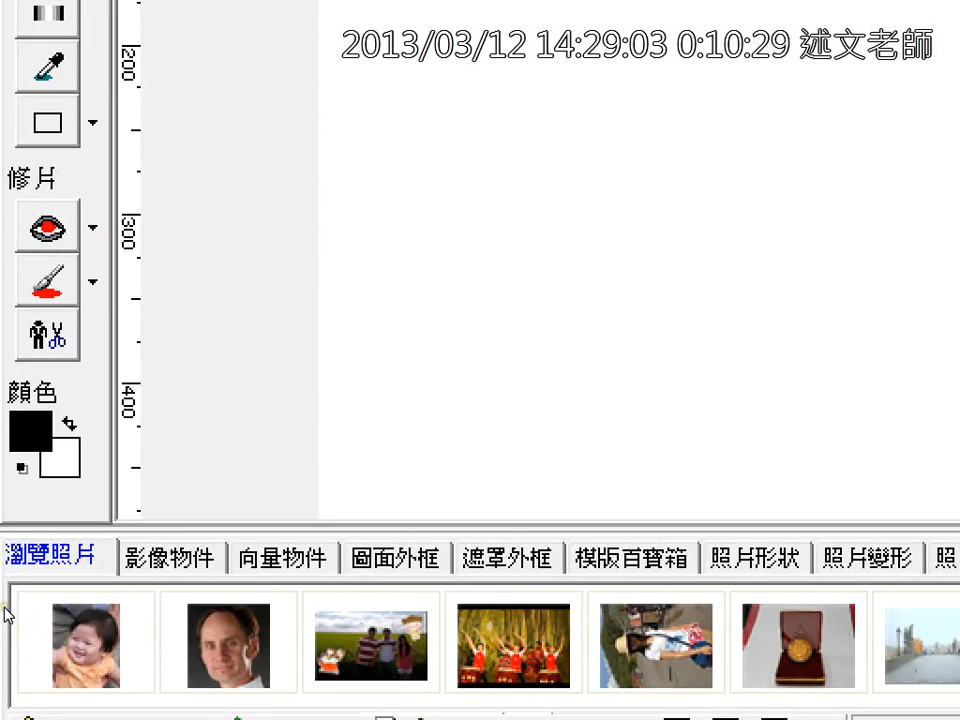 2013/03/12 14:29:03 0:10:29 述文老師
200
修片
300
顏色
400
瀏覽照片 影像物件 向量物件 圖面外框 遮罩外框 模版百寶箱 照片形狀 照片變形 照